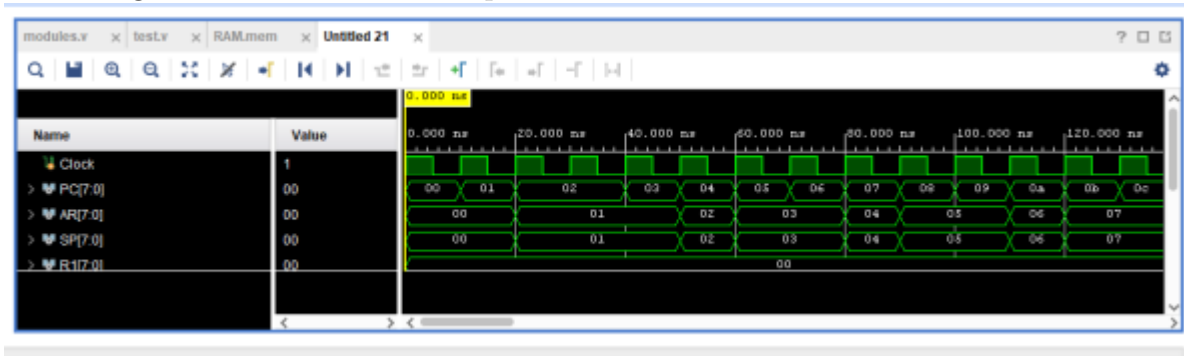 modules.v × test.v × RAM.mem × Untitled 21 × ?
0.000 ns
Name Value 0.000 ns 20.000 ns 40.000 ns 60.000 ns 80.000 ns 100.000 ns 120.000 ns
Clock 1
PC[7:0] 00 00 01 02 03 04 05 06 07 08 09 0a 0b 0c
AR[7:0] 00 00 01 02 03 04 05 06 07
SP[7:0] 00 00 01 02 03 04 05 06 07
R1[7:0] 00 00